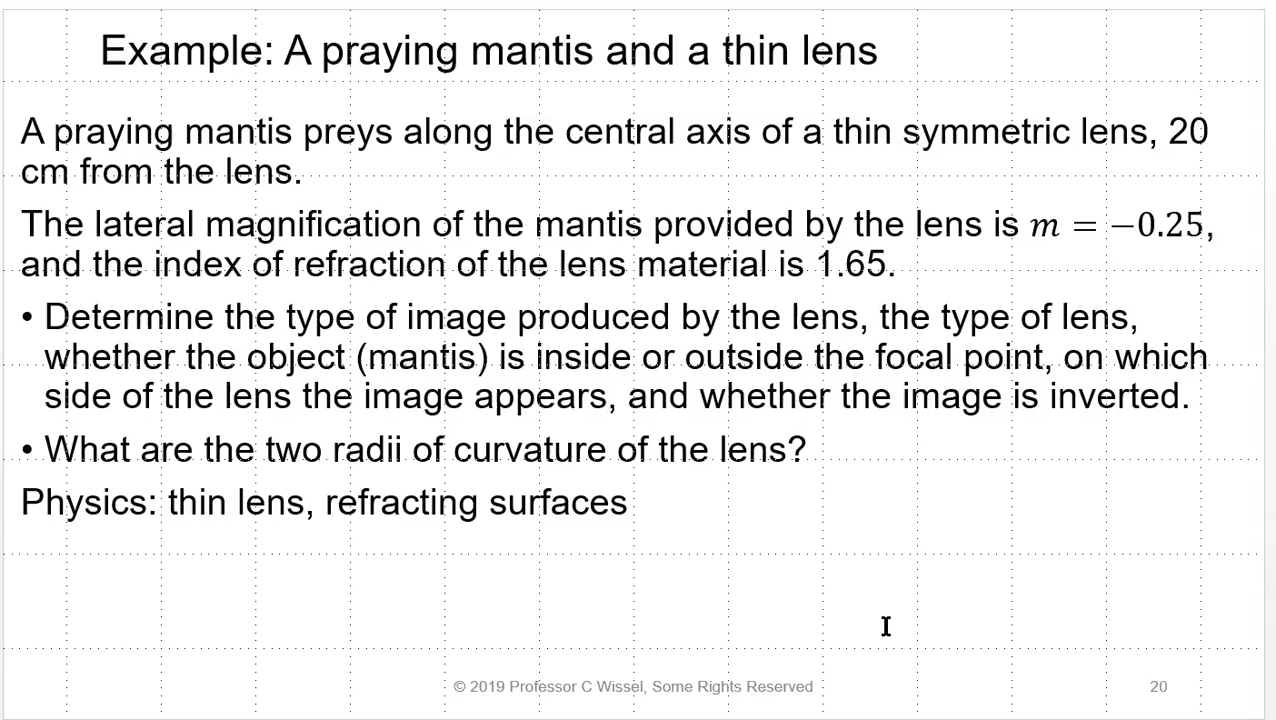 Example: A praying mantis and a thin lens
A praying mantis preys along the central axis of a thin symmetric lens, 20
cm from the lens.
The lateral magnification of the mantis provided by the lens is m = −0.25,
and the index of refraction of the lens material is 1.65.
• Determine the type of image produced by the lens, the type of lens,
whether the object (mantis) is inside or outside the focal point, on which
side of the lens the image appears, and whether the image is inverted.
• What are the two radii of curvature of the lens?
Physics: thin lens, refracting surfaces
© 2019 Professor C Wissel, Some Rights Reserved
20